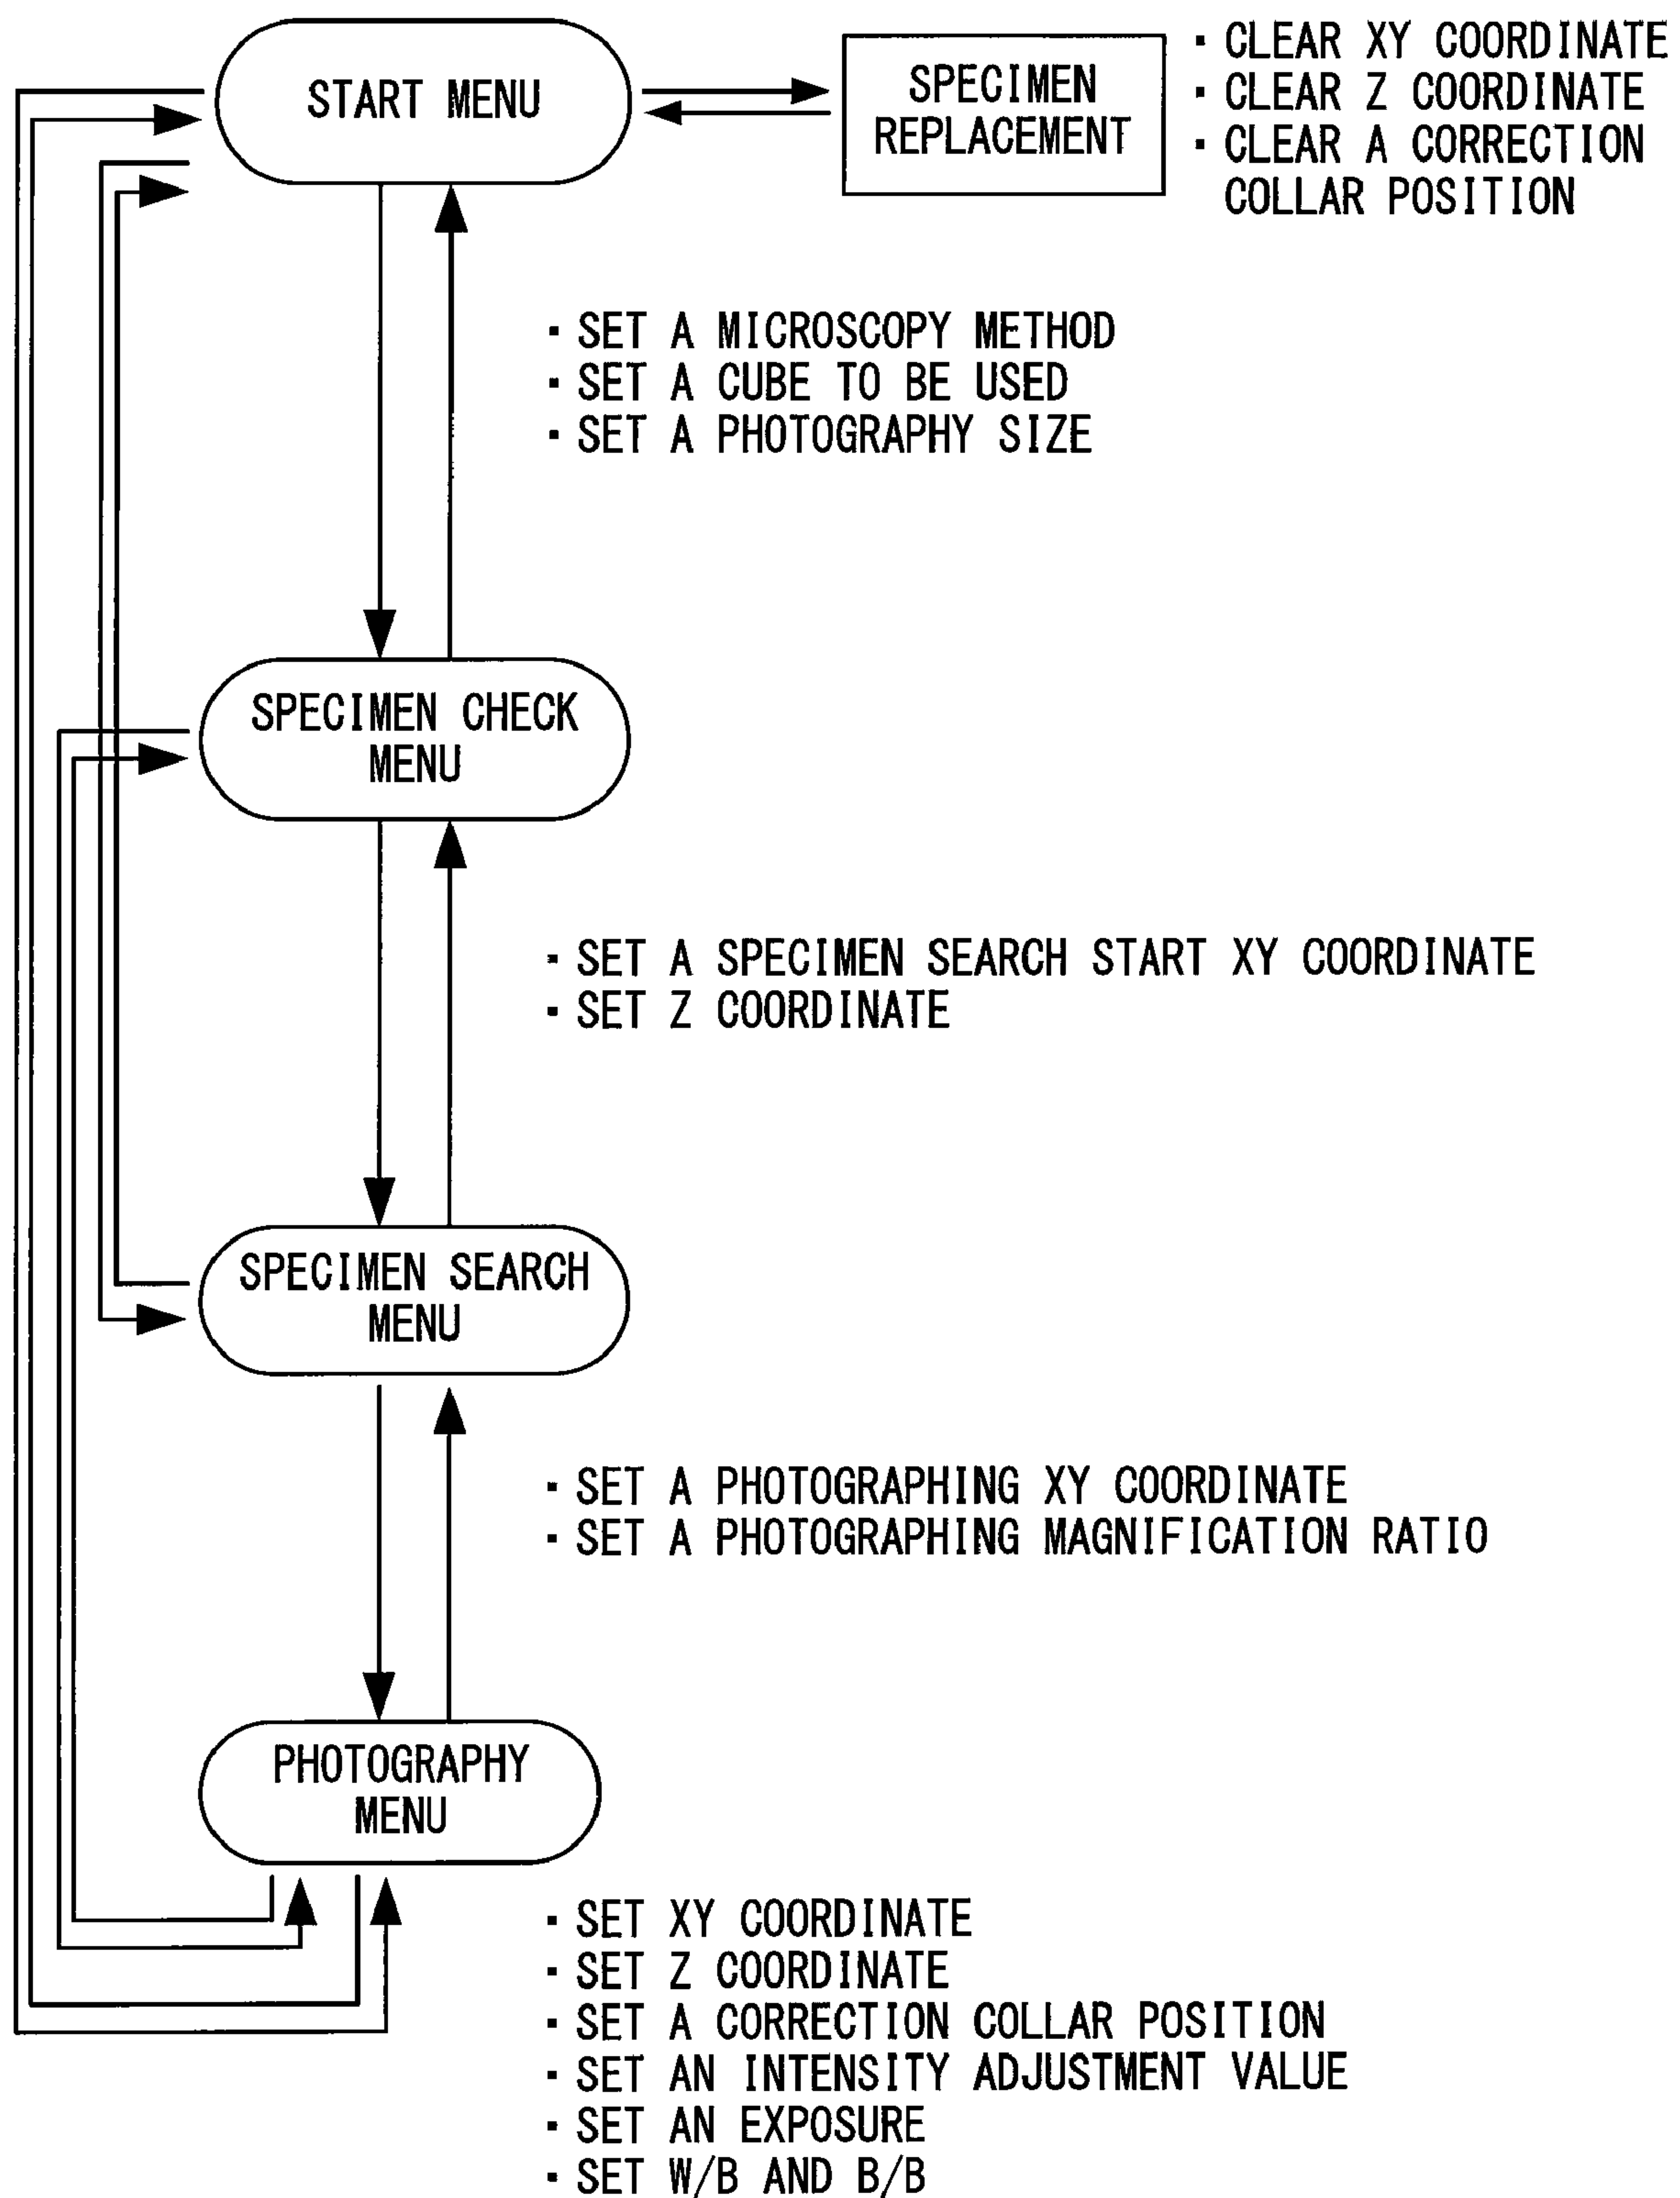 START MENU
SPECIMEN
REPLACEMENT
· CLEAR XY COORDINATE
· CLEAR Z COORDINATE
· CLEAR A CORRECTION
COLLAR POSITION
· SET A MICROSCOPY METHOD
· SET A CUBE TO BE USED
· SET A PHOTOGRAPHY SIZE
SPECIMEN CHECK
MENU
· SET A SPECIMEN SEARCH START XY COORDINATE
· SET Z COORDINATE
SPECIMEN SEARCH
MENU
· SET A PHOTOGRAPHING XY COORDINATE
· SET A PHOTOGRAPHING MAGNIFICATION RATIO
PHOTOGRAPHY
MENU
· SET XY COORDINATE
· SET Z COORDINATE
· SET A CORRECTION COLLAR POSITION
· SET AN INTENSITY ADJUSTMENT VALUE
· SET AN EXPOSURE
· SET W/B AND B/B